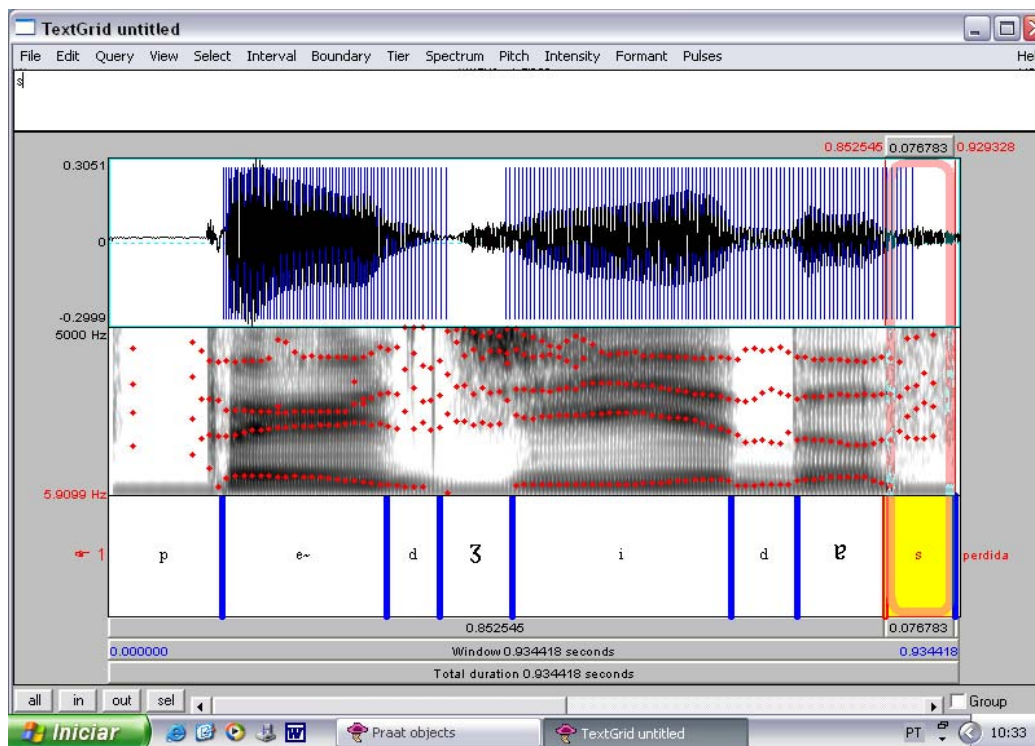 TextGrid untitled
File Edit Query View Select Interval Boundary Tier Spectrum Pitch Intensity Formant Pulses
s
0.852545 0.076783 0.929328
0.3051
0
-0.2999
5000 Hz
5.9099 Hz
1 p e~ d ʒ i d ɐ s perdida
0.852545 0.076783
0.000000 Window 0.934418 seconds 0.934418
Total duration 0.934418 seconds
all in out sel Group
Iniciar Praat objects TextGrid untitled PT 10:33